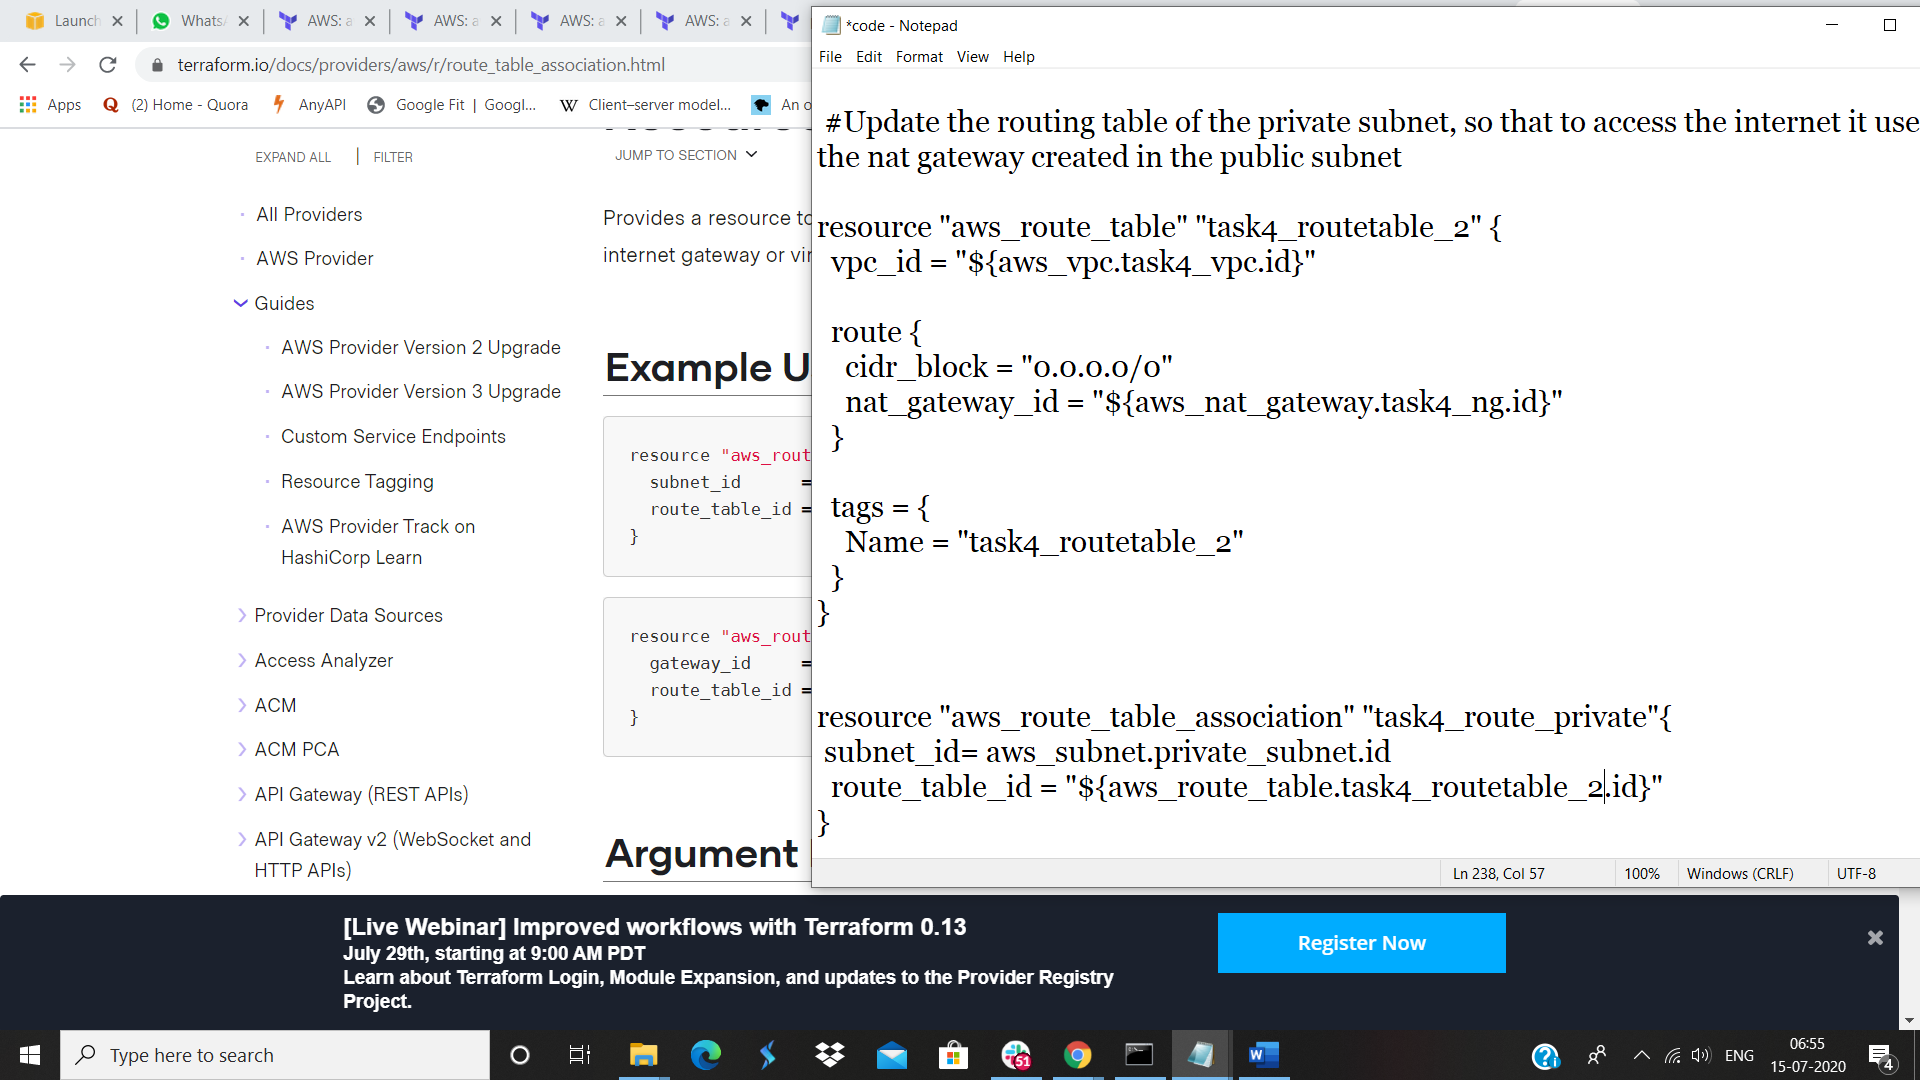 Launch
WhatsA
AWS: a
AWS: a
AWS: a
AWS: a
terraform.io/docs/providers/aws/r/route_table_association.html
Apps
(2) Home - Quora
AnyAPI
Google Fit | Googl...
Client–server model...
An o
EXPAND ALL
FILTER
JUMP TO SECTION
All Providers
AWS Provider
Guides
AWS Provider Version 2 Upgrade
AWS Provider Version 3 Upgrade
Custom Service Endpoints
Resource Tagging
AWS Provider Track on
HashiCorp Learn
Provider Data Sources
Access Analyzer
ACM
ACM PCA
API Gateway (REST APIs)
API Gateway v2 (WebSocket and
HTTP APIs)
Provides a resource to
internet gateway or vir
Example U
resource "aws_rout
subnet_id =
route_table_id =
}
resource "aws_rout
gateway_id =
route_table_id =
}
Argument
*code - Notepad
File Edit Format View Help
#Update the routing table of the private subnet, so that to access the internet it use
the nat gateway created in the public subnet
resource "aws_route_table" "task4_routetable_2" {
vpc_id = "${aws_vpc.task4_vpc.id}"
route {
cidr_block = "0.0.0.0/0"
nat_gateway_id = "${aws_nat_gateway.task4_ng.id}"
}
tags = {
Name = "task4_routetable_2"
}
}
resource "aws_route_table_association" "task4_route_private"{
subnet_id= aws_subnet.private_subnet.id
route_table_id = "${aws_route_table.task4_routetable_2.id}"
}
Ln 238, Col 57
100%
Windows (CRLF)
UTF-8
[Live Webinar] Improved workflows with Terraform 0.13
July 29th, starting at 9:00 AM PDT
Learn about Terraform Login, Module Expansion, and updates to the Provider Registry
Project.
Register Now
Type here to search
51
ENG
06:55
15-07-2020
4